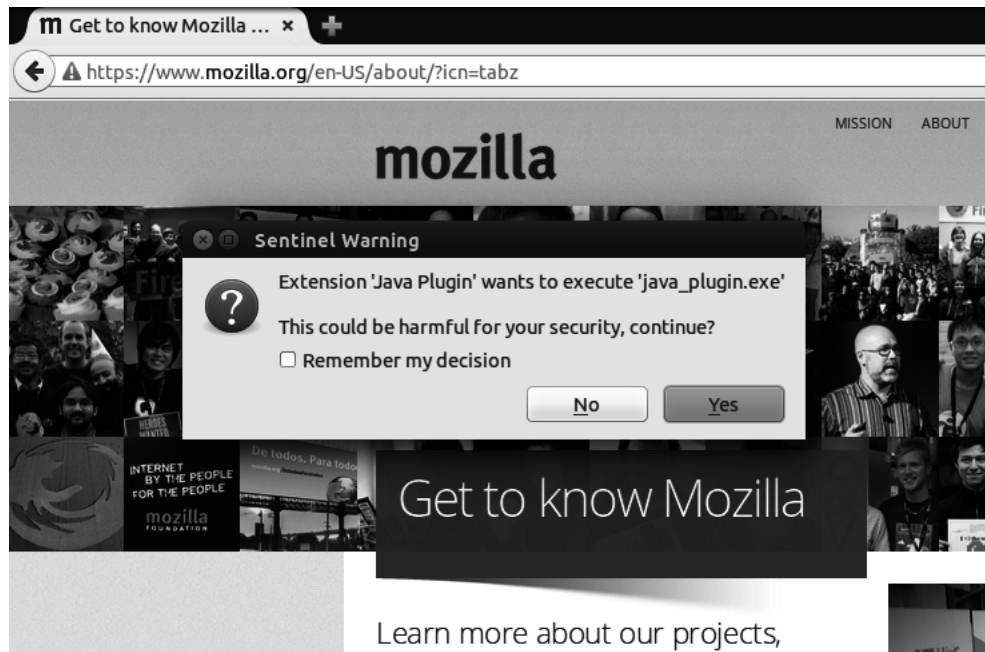 m Get to know Mozilla ... × +
https://www.mozilla.org/en-US/about/?icn=tabz
MISSION ABOUT
mozilla
Sentinel Warning
Extension 'Java Plugin' wants to execute 'java_plugin.exe'
This could be harmful for your security, continue?
Remember my decision
No Yes
HEROES
WANTED
De todos. Para todo
INTERNET
BY THE PEOPLE
FOR THE PEOPLE
mozilla
FOUNDATION
Get to know Mozilla
Learn more about our projects,